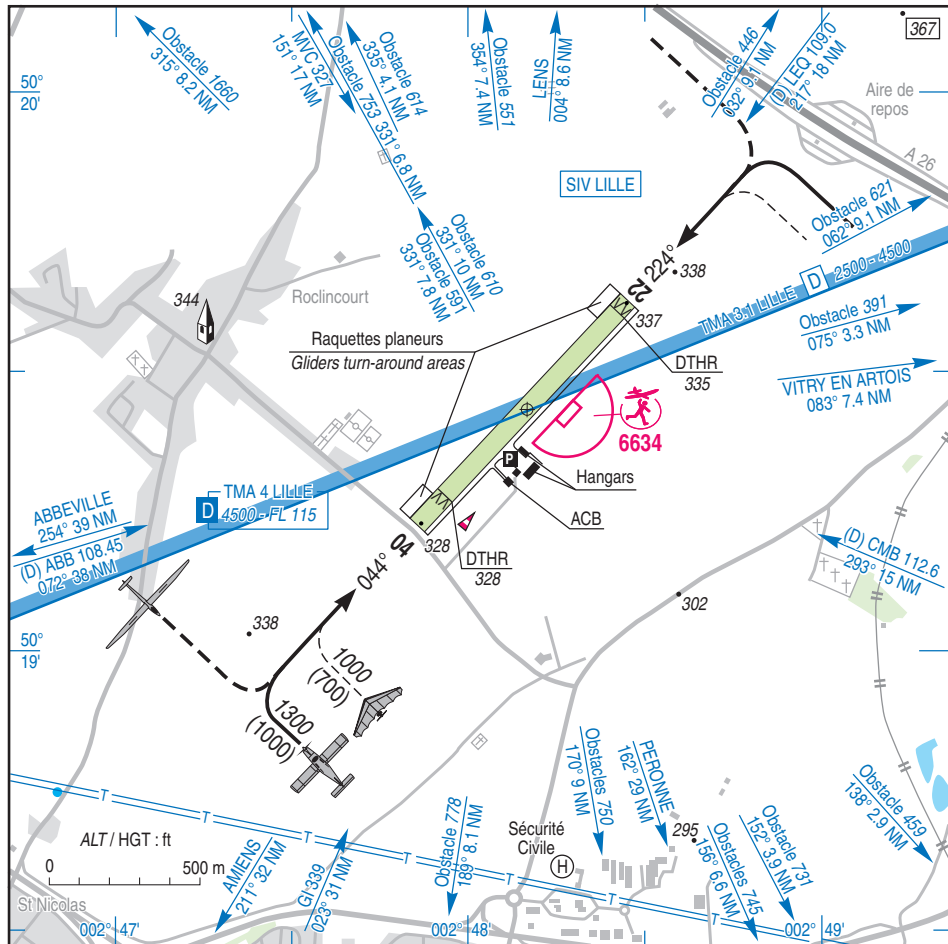 367
50°
20'
Obstacle 1660
315° 8.2 NM
MVC 327
151° 17 NM
Obstacle 753 331° 6.8 NM
Obstacle 614
335° 4.1 NM
Obstacle 551
354° 7.4 NM
LENS
004° 8.6 NM
Obstacle 446
032° 9.1 NM
(D) LEQ 109.0
217° 18 NM
Aire de
repos
A 26
SIV LILLE
Obstacle 621
062° 9.1 NM
Obstacle 610
331° 10 NM
Obstacle 591
331° 7.8 NM
224°
22
338
337
TMA 3.1 LILLE D 2500 - 4500
344
Roclincourt
Raquettes planeurs
Gliders turn-around areas
DTHR
335
Obstacle 391
075° 3.3 NM
VITRY EN ARTOIS
083° 7.4 NM
6634
P
Hangars
ACB
ABBEVILLE
254° 39 NM
(D) ABB 108.45
072° 38 NM
D
TMA 4 LILLE
4500 - FL 115
04
044°
328
DTHR
328
(D) CMB 112.6
293° 15 NM
302
338
50°
19'
1000
(700)
1300
(1000)
T
T
T
T
T
T
ALT / HGT : ft
0
500 m
St Nicolas
AMIENS
211° 32 NM
GI 339
023° 31 NM
Obstacle 778
189° 8.1 NM
Sécurité
Civile
H
Obstacles 750
170° 9 NM
PERONNE
162° 29 NM
295
Obstacles 745
156° 6.6 NM
Obstacle 731
152° 3.9 NM
Obstacle 459
138° 2.9 NM
002° 47'
002° 48'
002° 49'